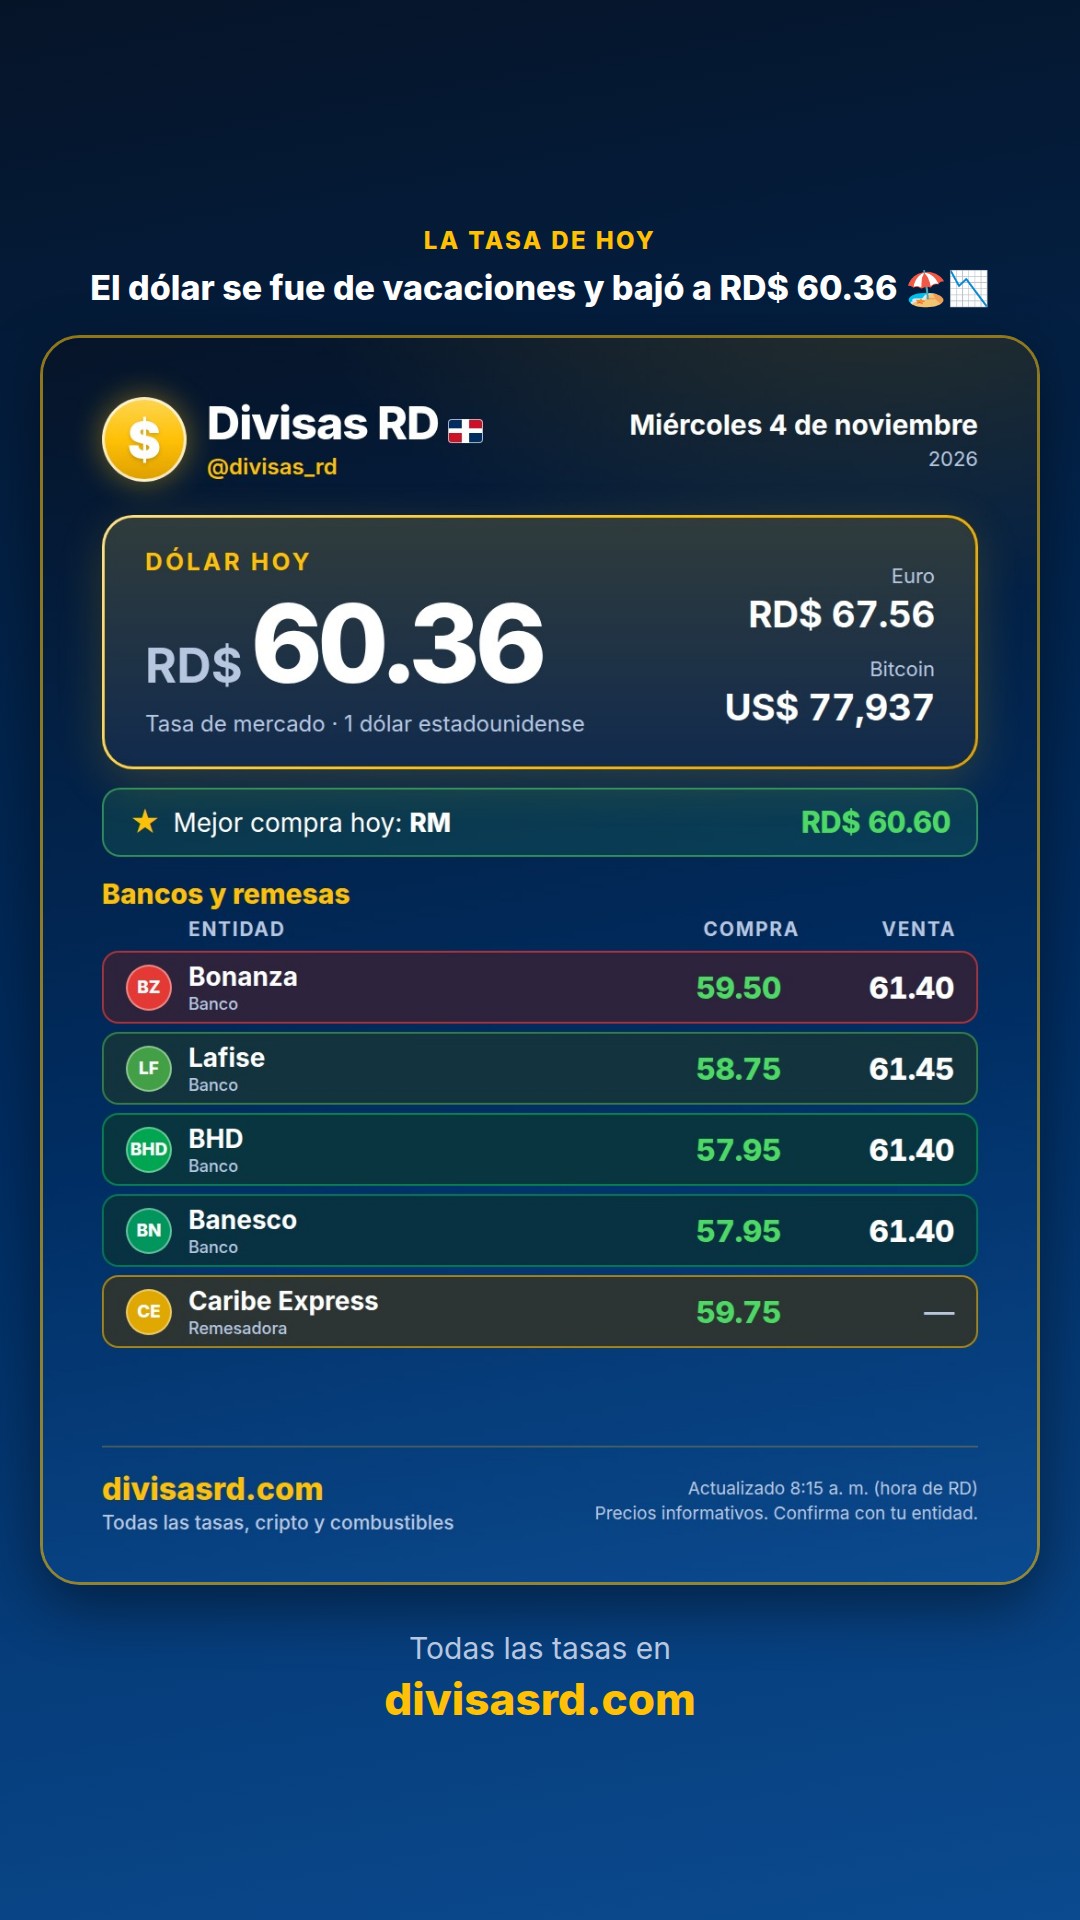 LA TASA DE HOY
El dólar se fue de vacaciones y bajó a RD$ 60.36 🏖️📉
$
Divisas RD 🇩🇴
@divisas_rd
Miércoles 4 de noviembre
2026
DÓLAR HOY
RD$ 60.36
Tasa de mercado · 1 dólar estadounidense
Euro
RD$ 67.56
Bitcoin
US$ 77,937
★ Mejor compra hoy: RM RD$ 60.60
Bancos y remesas
ENTIDAD COMPRA VENTA
BZ Bonanza 59.50 61.40
Banco
LF Lafise 58.75 61.45
Banco
BHD BHD 57.95 61.40
Banco
BN Banesco 57.95 61.40
Banco
CE Caribe Express 59.75 —
Remesadora
divisasrd.com
Todas las tasas, cripto y combustibles
Actualizado 8:15 a. m. (hora de RD)
Precios informativos. Confirma con tu entidad.
Todas las tasas en
divisasrd.com